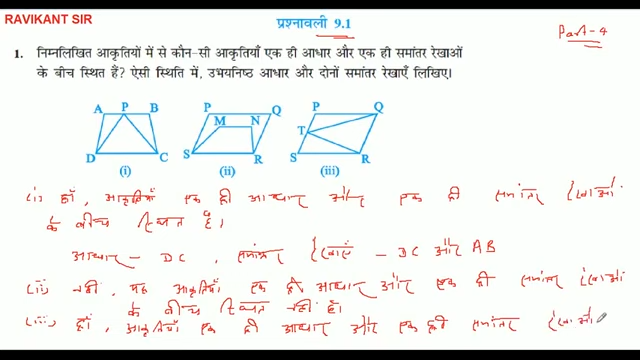 RAVIKANT SIR
प्रश्नावली 9.1
Part-4
1. निम्नलिखित आकृतियों में से कौन-सी आकृतियाँ एक ही आधार और एक ही समांतर रेखाओं
के बीच स्थित हैं? ऐसी स्थिति में, उभयनिष्ठ आधार और दोनों समांतर रेखाएँ लिखिए।
A P B
D C
(i)
P Q
M N
S R
(ii)
P Q
T
S R
(iii)
(i) हाँ, आकृतियाँ एक ही आधार और एक ही समांतर रेखाओं
के बीच स्थित हैं।
आधार - DC, समांतर रेखाएं - DC और AB
(ii) नहीं, यह आकृतियाँ एक ही आधार और एक ही समांतर रेखाओं
के बीच स्थित नहीं हैं।
(iii) हाँ, आकृतियाँ एक ही आधार और एक ही समांतर रेखाओं